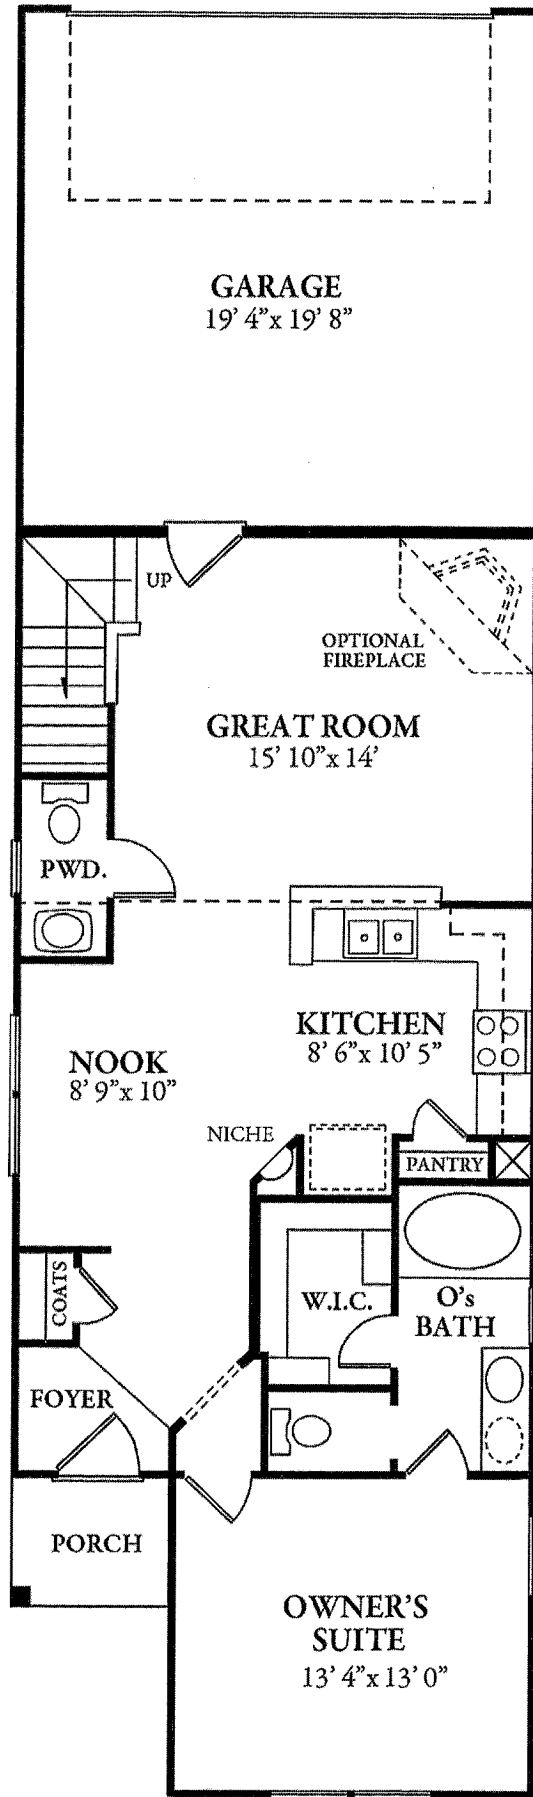 GARAGE
19' 4"x 19' 8"
UP
OPTIONAL
FIREPLACE
GREAT ROOM
15' 10"x 14'
PWD.
KITCHEN
8' 6"x 10' 5"
NOOK
8' 9"x 10"
NICHE
PANTRY
COATS
W.I.C.
O's
BATH
FOYER
PORCH
OWNER'S
SUITE
13' 4"x 13' 0"